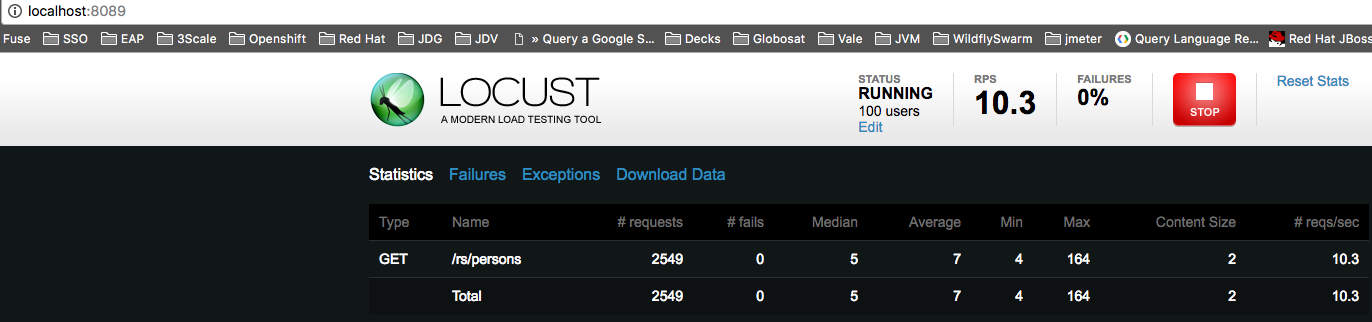 localhost:8089
Fuse SSO EAP 3Scale Openshift Red Hat JDG JDV » Query a Google S... Decks Globosat Vale JVM WildflySwarm jmeter Query Language Re... Red Hat JBoss
LOCUST
A MODERN LOAD TESTING TOOL
STATUS
RUNNING
100 users
Edit
RPS
10.3
FAILURES
0%
STOP
Reset Stats
Statistics Failures Exceptions Download Data
Type Name # requests # fails Median Average Min Max Content Size # reqs/sec
GET /rs/persons 2549 0 5 7 4 164 2 10.3
Total 2549 0 5 7 4 164 2 10.3